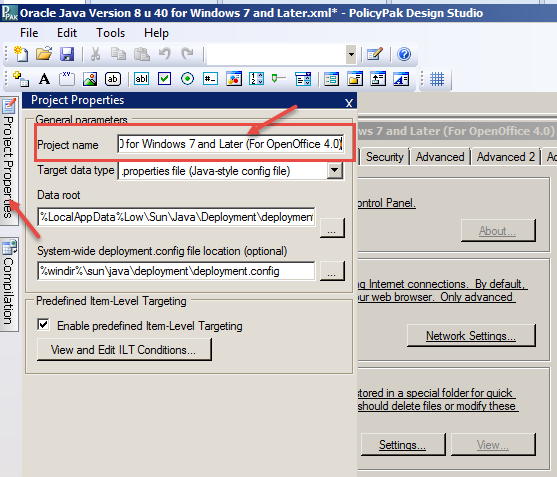 Oracle Java Version 8 u 40 for Windows 7 and Later.xml* - PolicyPak Design Studio
File Edit Tools Help
Project Properties
Compilation
Project Properties X
General parameters
Project name 0 for Windows 7 and Later (For OpenOffice 4.0)
Target data type .properties file (Java-style config file)
Data root
%LocalAppData%Low\Sun\Java\Deployment\deployment
...
System-wide deployment.config file location (optional)
%windir%\sun\java\deployment\deployment.config
...
Predefined Item-Level Targeting
Enable predefined Item-Level Targeting
View and Edit ILT Conditions...
ws 7 and Later (For OpenOffice 4.0)
Security Advanced Advanced 2
ontrol Panel.
About...
ng Internet connections. By default,
our web browser. Only advanced
Network Settings...
stored in a special folder for quick
should delete files or modify these
Settings... View...